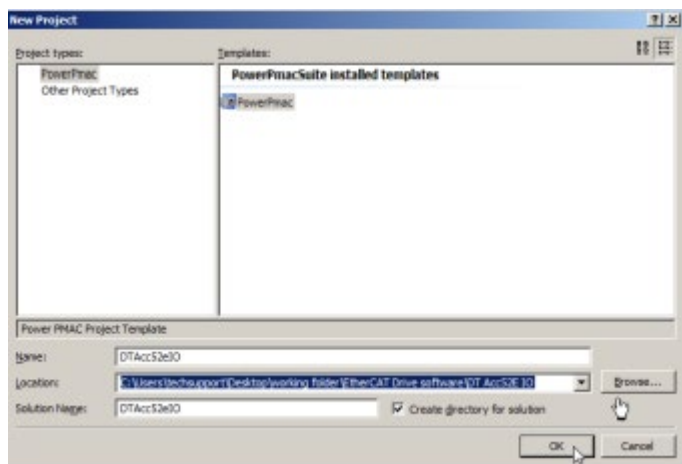 New Project
Project types:
Templates:
PowerPmac
Other Project Types
PowerPmacSuite installed templates
PowerPmac
Power PMAC Project Template
Name:
DTAcc52eIO
Location:
C:\Users\techsupport\Desktop\working folder\EtherCAT Drive software\DT Acc52E IO
Browse...
Solution Name:
DTAcc52eIO
Create directory for solution
OK
Cancel